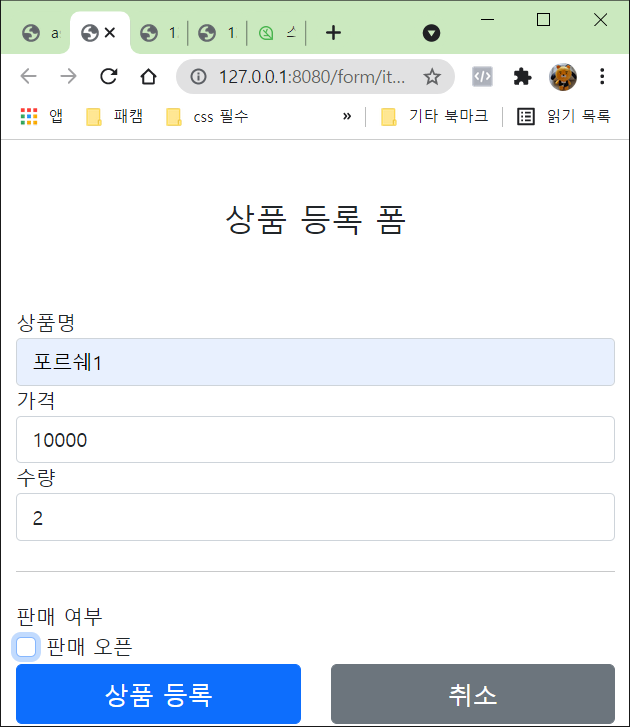 a
1
1
스
127.0.0.1:8080/form/it...
앱 패캠 css 필수 » 기타 북마크 읽기 목록
상품 등록 폼
상품명
포르쉐1
가격
10000
수량
2
판매 여부
판매 오픈
상품 등록 취소